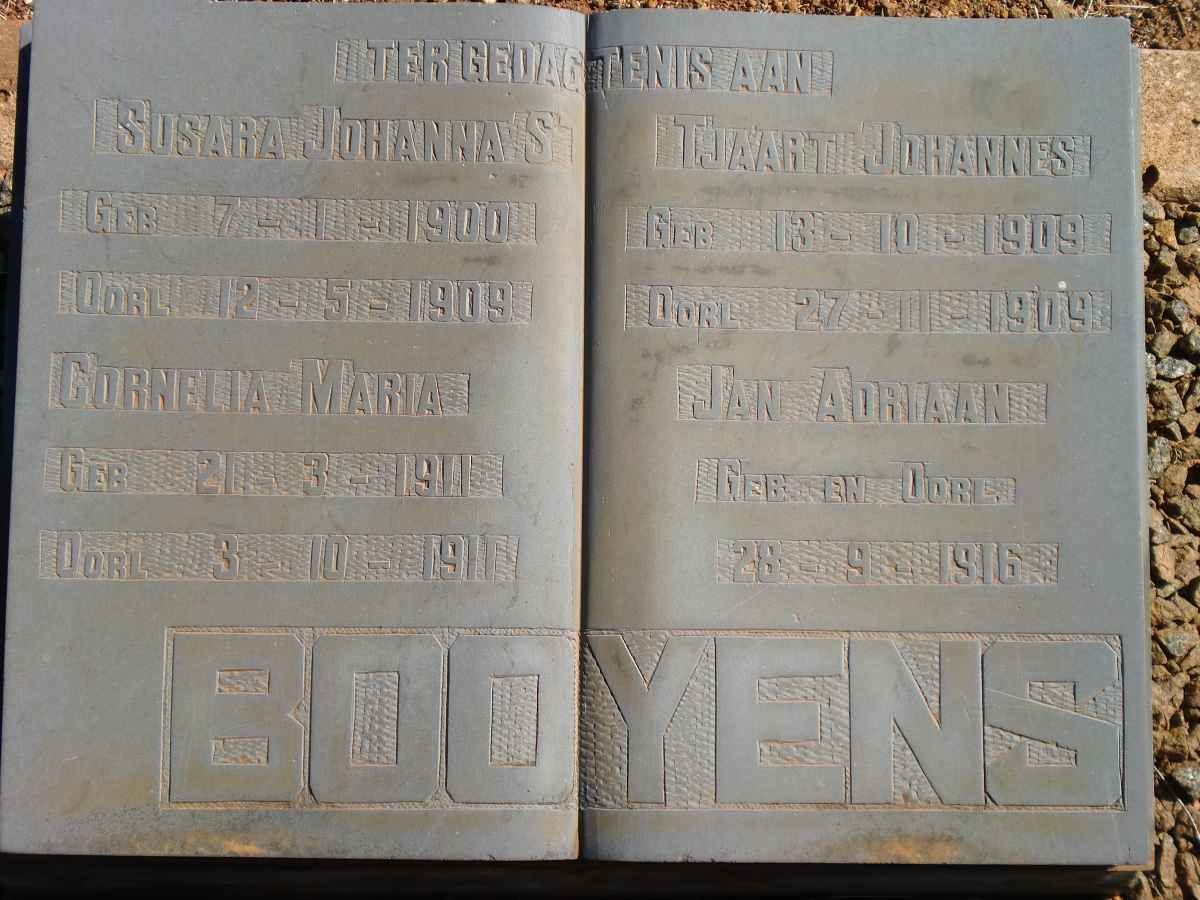 TER GEDAGTENIS AAN
SUSARA JOHANNA S
GEB 7 - 1 - 1900
OORL 12 - 5 - 1909
CORNELIA MARIA
GEB 21 - 3 - 1911
OORL 3 - 10 - 1911
TJAART JOHANNES
GEB 13 - 10 - 1909
OORL 27 - 11 - 1909
JAN ADRIAAN
GEB EN OORL
28 - 9 - 1916
BOOYENS